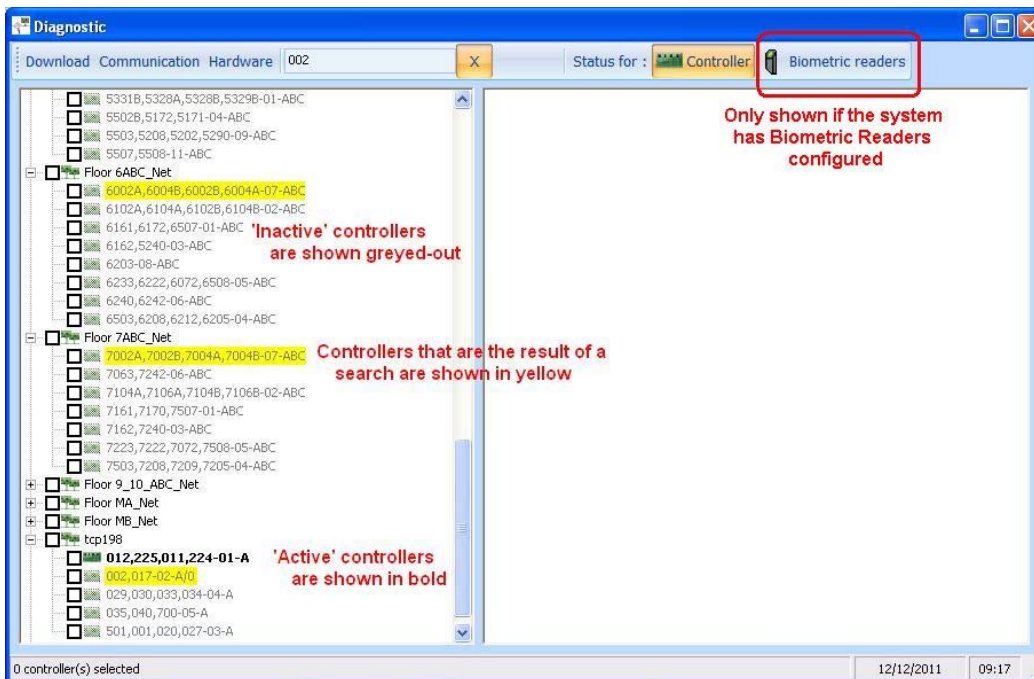 Diagnostic
Download Communication Hardware 002 X Status for : Controller Biometric readers
5331B,5328A,5328B,5329B-01-ABC
5502B,5172,5171-04-ABC
5503,5208,5202,5290-09-ABC
5507,5508-11-ABC
Floor 6ABC_Net
6002A,6004B,6002B,6004A-07-ABC
6102A,6104A,6102B,6104B-02-ABC
6161,6172,6507-01-ABC
6162,5240-03-ABC
6203-08-ABC
6233,6222,6072,6508-05-ABC
6240,6242-06-ABC
6503,6208,6212,6205-04-ABC
Floor 7ABC_Net
7002A,7002B,7004A,7004B-07-ABC
7063,7242-06-ABC
7104A,7106A,7104B,7106B-02-ABC
7161,7170,7507-01-ABC
7162,7240-03-ABC
7223,7222,7072,7508-05-ABC
7503,7208,7209,7205-04-ABC
Floor 9_10_ABC_Net
Floor MA_Net
Floor MB_Net
tcp198
012,225,011,224-01-A
002,017-02-A/0
029,030,033,034-04-A
035,040,700-05-A
501,001,020,027-03-A
Only shown if the system
has Biometric Readers
configured
'Inactive' controllers
are shown greyed-out
Controllers that are the result of a
search are shown in yellow
'Active' controllers
are shown in bold
0 controller(s) selected 12/12/2011 09:17